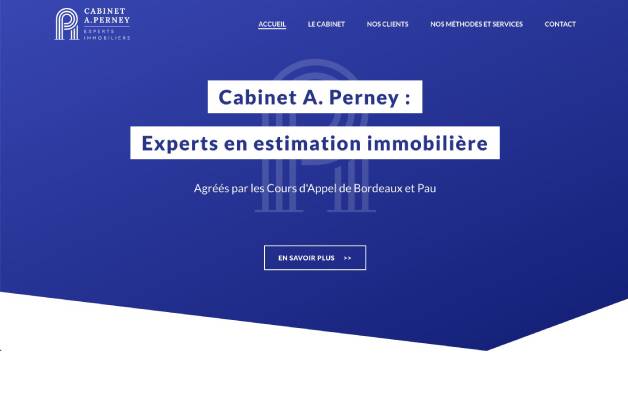 CABINET
A.PERNEY
EXPERTS
IMMOBILIERS
ACCUEIL
LE CABINET
NOS CLIENTS
NOS MÉTHODES ET SERVICES
CONTACT
Cabinet A. Perney :
Experts en estimation immobilière
Agréés par les Cours d'Appel de Bordeaux et Pau
EN SAVOIR PLUS >>